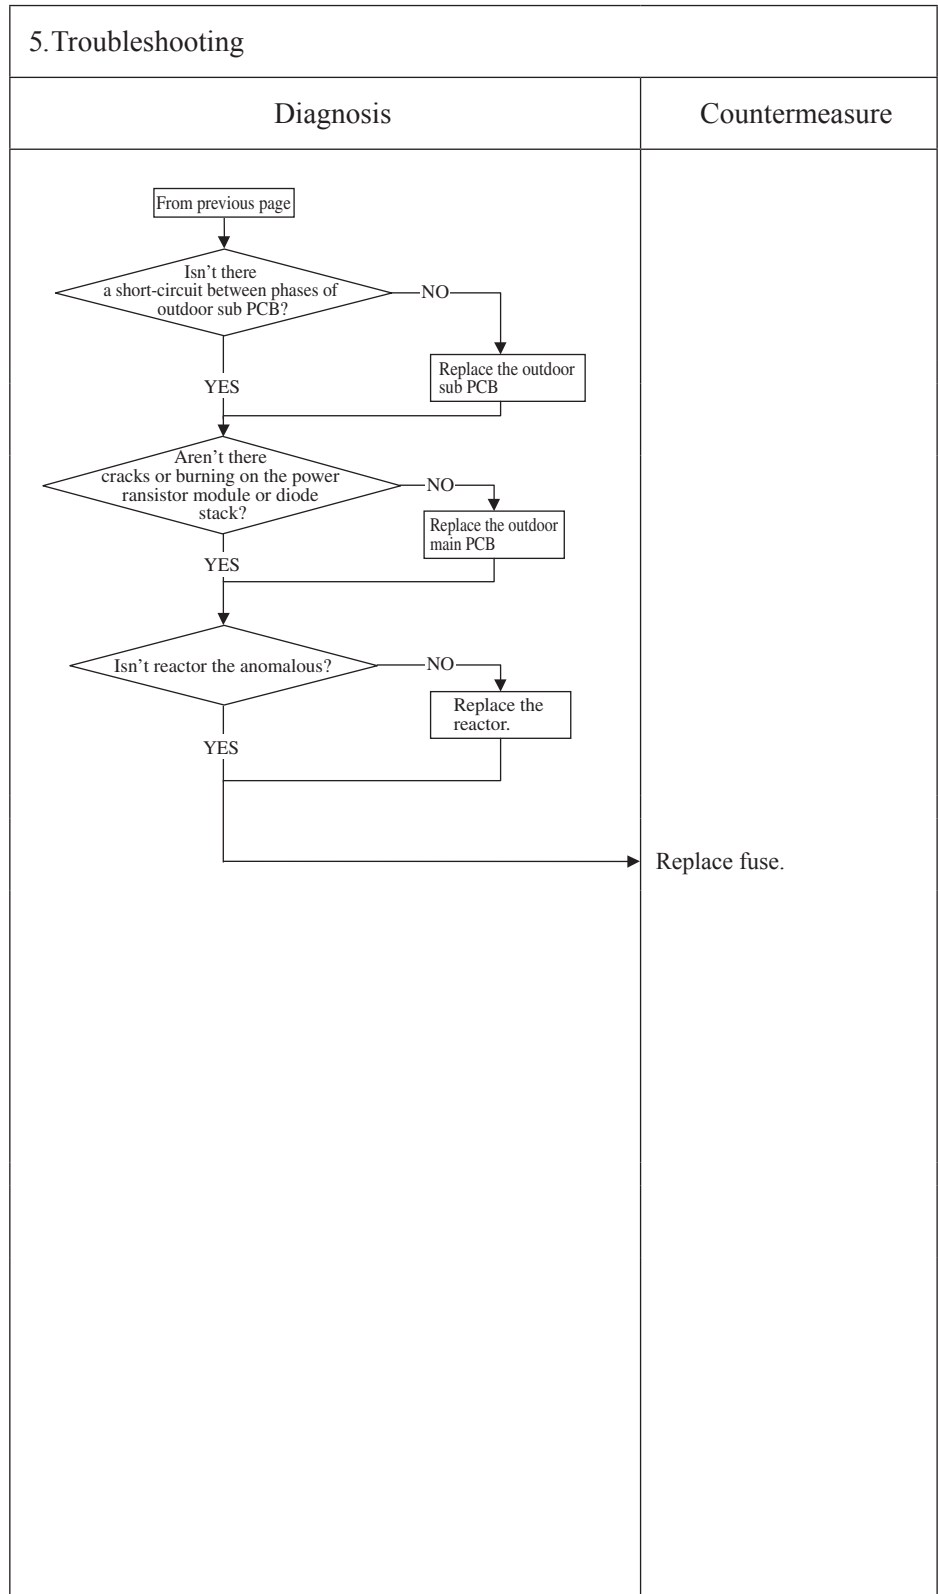 5.Troubleshooting
Diagnosis
Countermeasure
From previous page
Isn't there
a short-circuit between phases of
outdoor sub PCB?
NO
Replace the outdoor
sub PCB
YES
Aren't there
cracks or burning on the power
ransistor module or diode
stack?
NO
Replace the outdoor
main PCB
YES
Isn't reactor the anomalous?
NO
Replace the
reactor.
YES
Replace fuse.